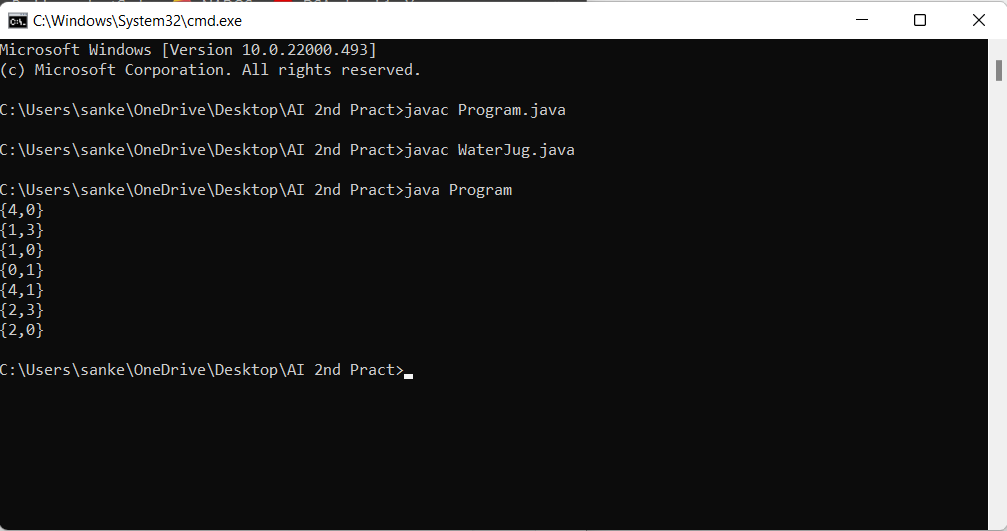 C:\Windows\System32\cmd.exe
Microsoft Windows [Version 10.0.22000.493]
(c) Microsoft Corporation. All rights reserved.
C:\Users\sanke\OneDrive\Desktop\AI 2nd Pract>javac Program.java
C:\Users\sanke\OneDrive\Desktop\AI 2nd Pract>javac WaterJug.java
C:\Users\sanke\OneDrive\Desktop\AI 2nd Pract>java Program
{4,0}
{1,3}
{1,0}
{0,1}
{4,1}
{2,3}
{2,0}
C:\Users\sanke\OneDrive\Desktop\AI 2nd Pract>